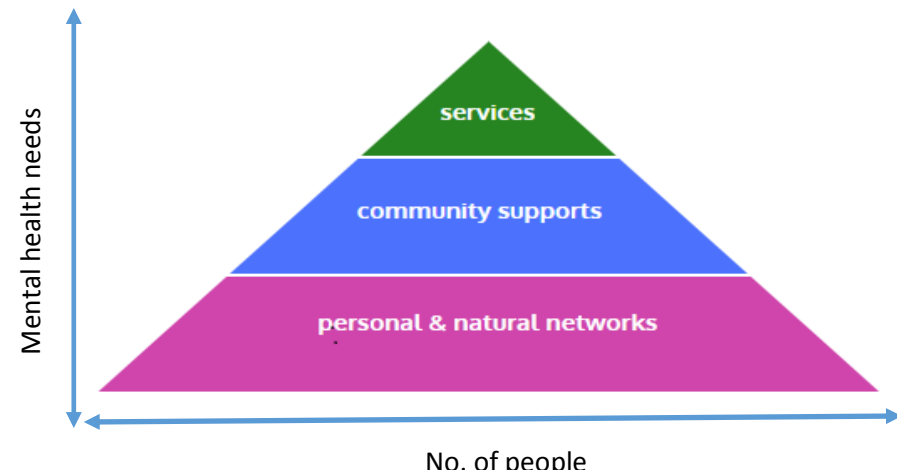 Mental health needs
services
community supports
personal & natural networks
No. of people